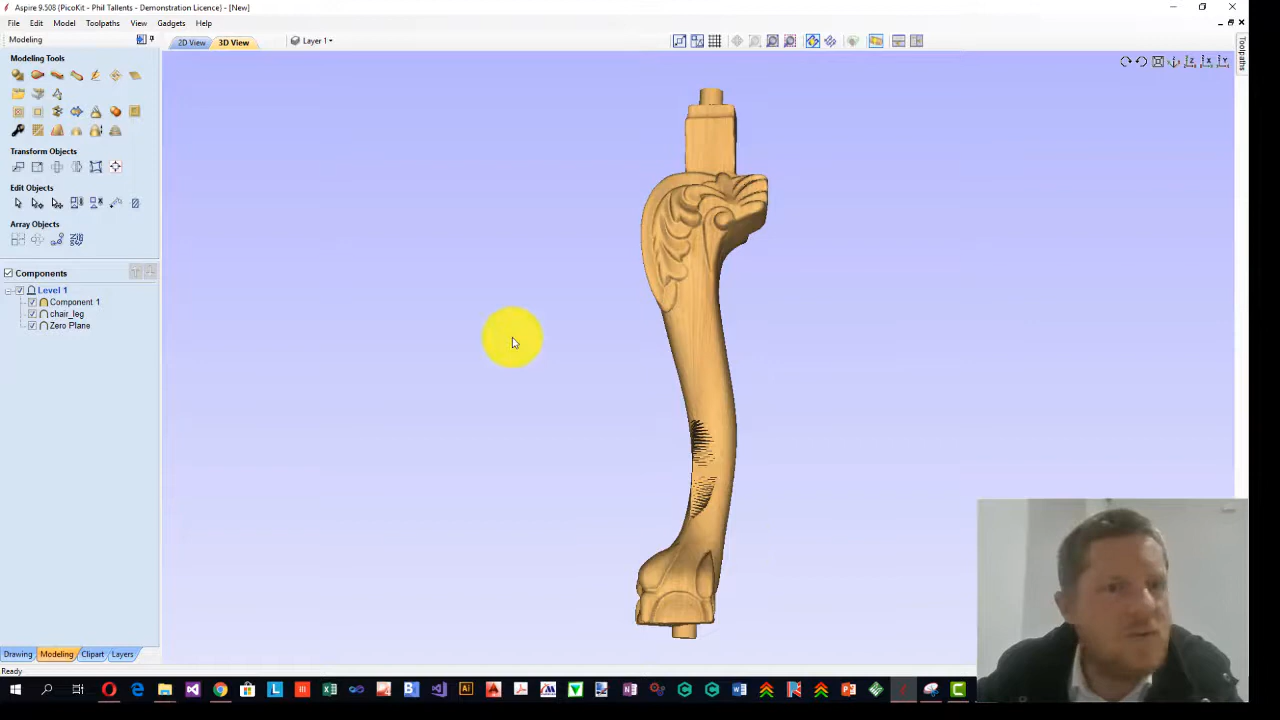 Aspire 9.508 (PicoKit - Phil Tallents - Demonstration Licence) - [New]
File Edit Model Toolpaths View Gadgets Help
Modeling
2D View 3D View Layer 1
Toolpaths
Modeling Tools
Transform Objects
Edit Objects
Array Objects
Components
Level 1
Component 1
chair_leg
Zero Plane
Drawing Modeling Clipart Layers
Ready